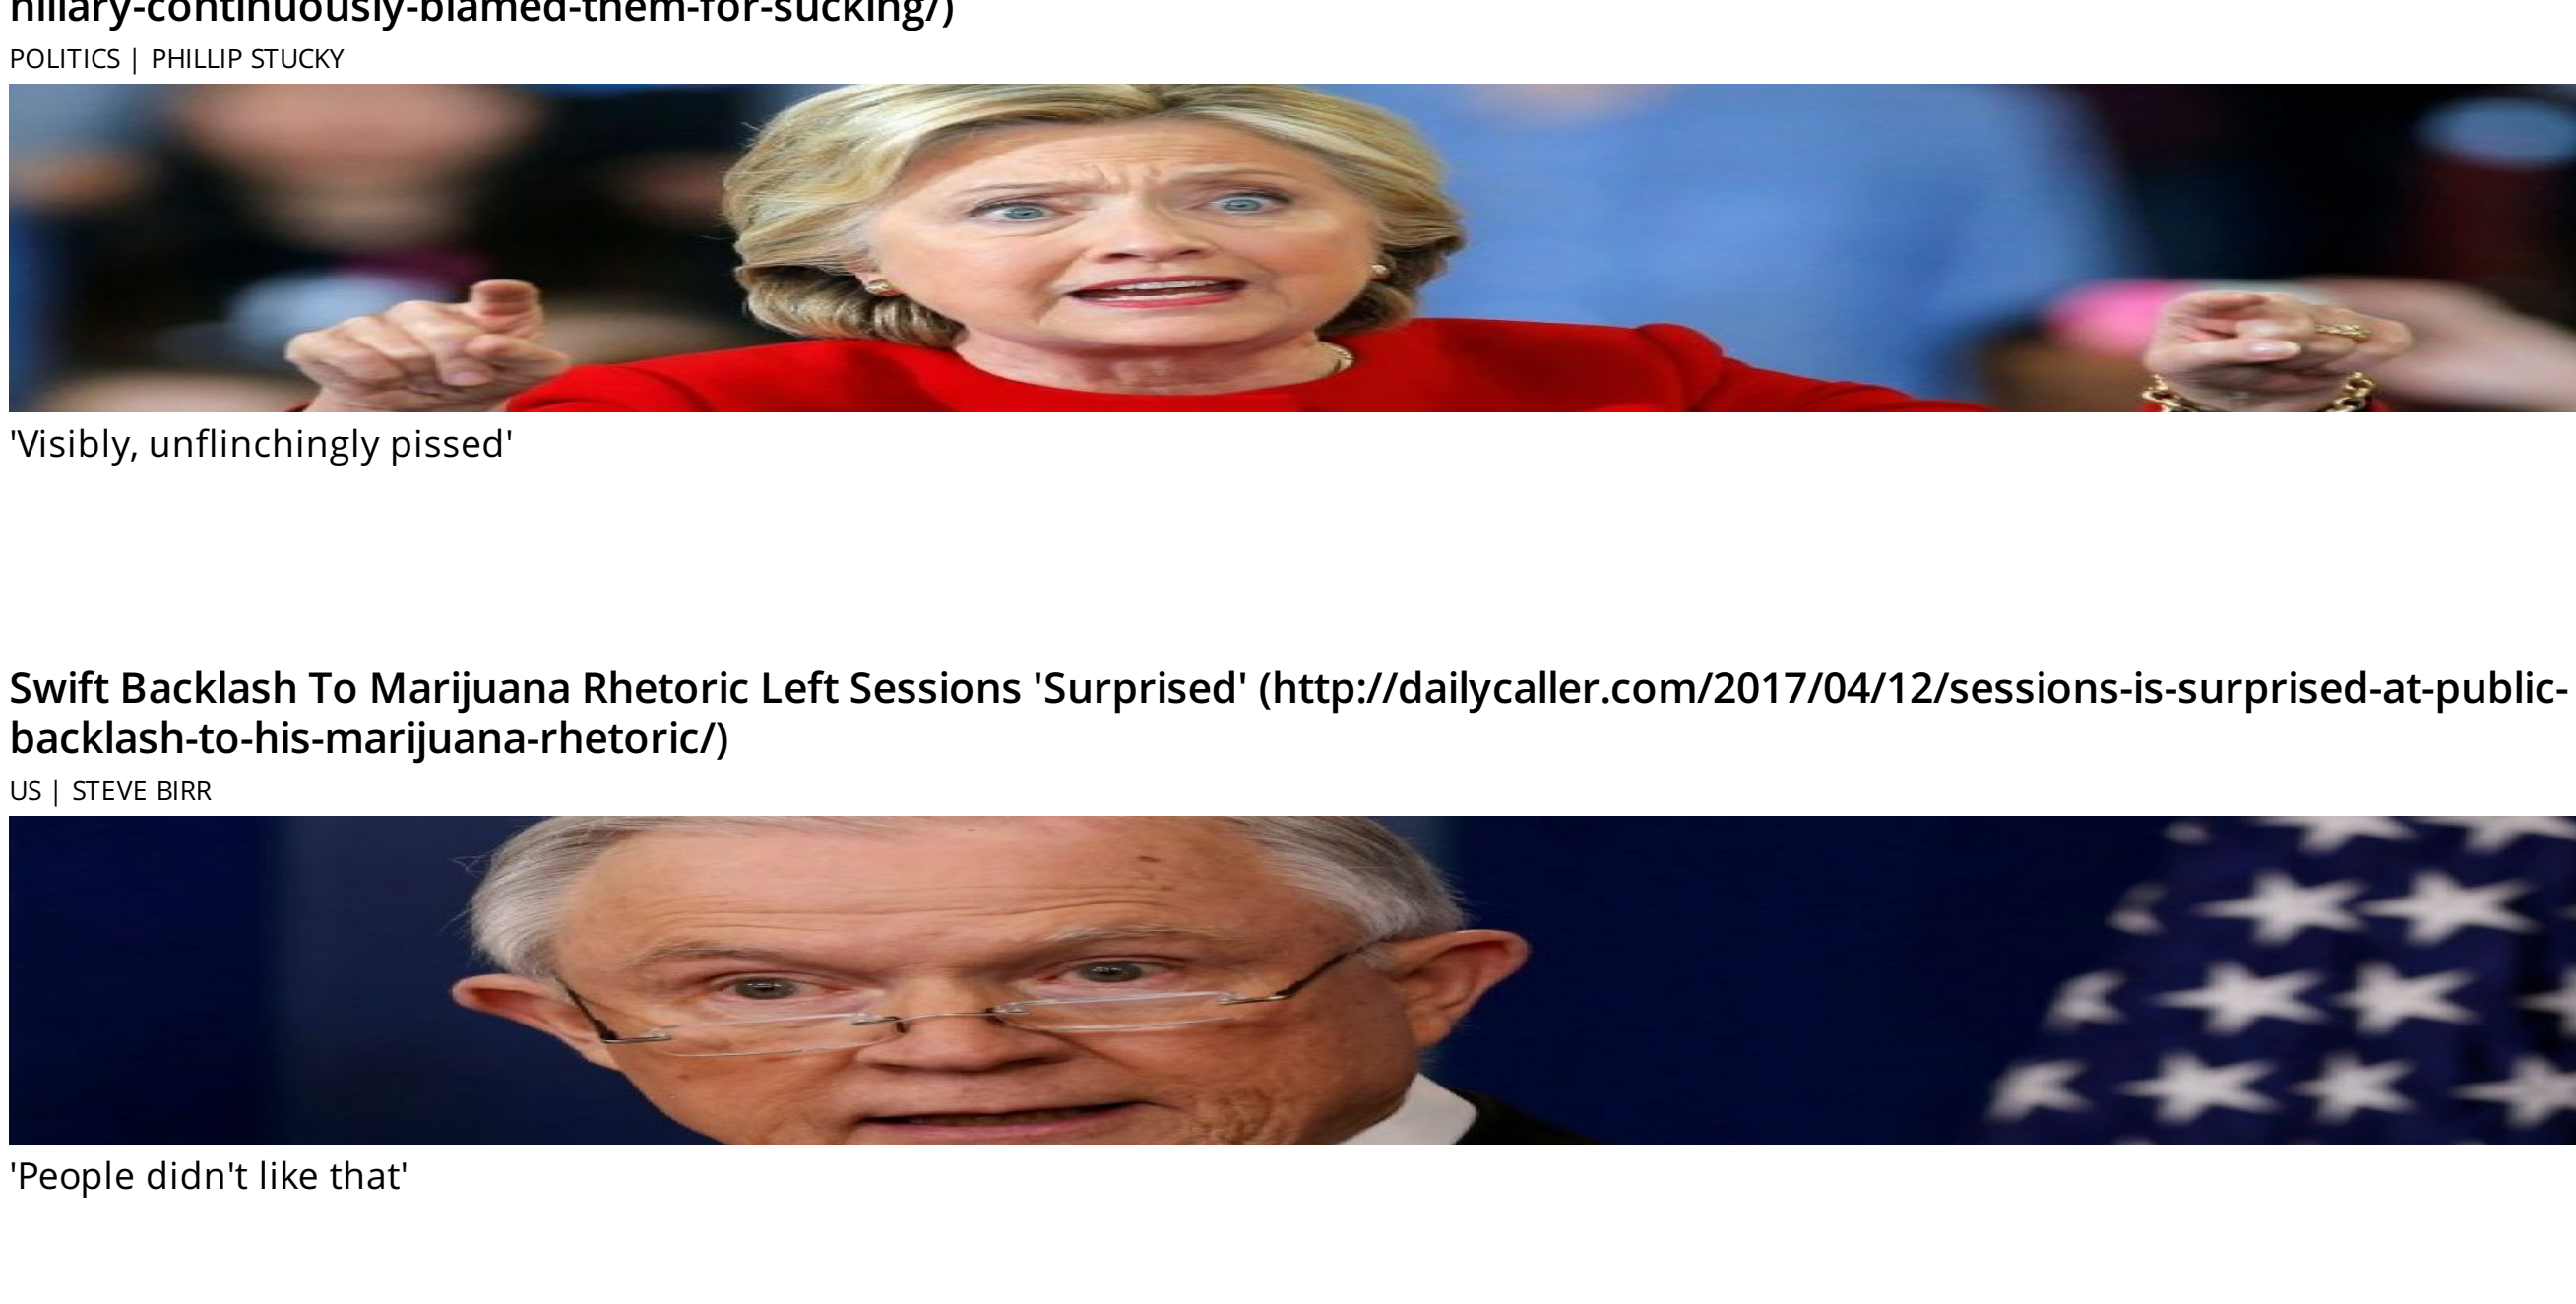 hillary-continuously-blamed-them-for-sucking/)
POLITICS | PHILLIP STUCKY
'Visibly, unflinchingly pissed'
Swift Backlash To Marijuana Rhetoric Left Sessions 'Surprised' (http://dailycaller.com/2017/04/12/sessions-is-surprised-at-public-
backlash-to-his-marijuana-rhetoric/)
US | STEVE BIRR
'People didn't like that'